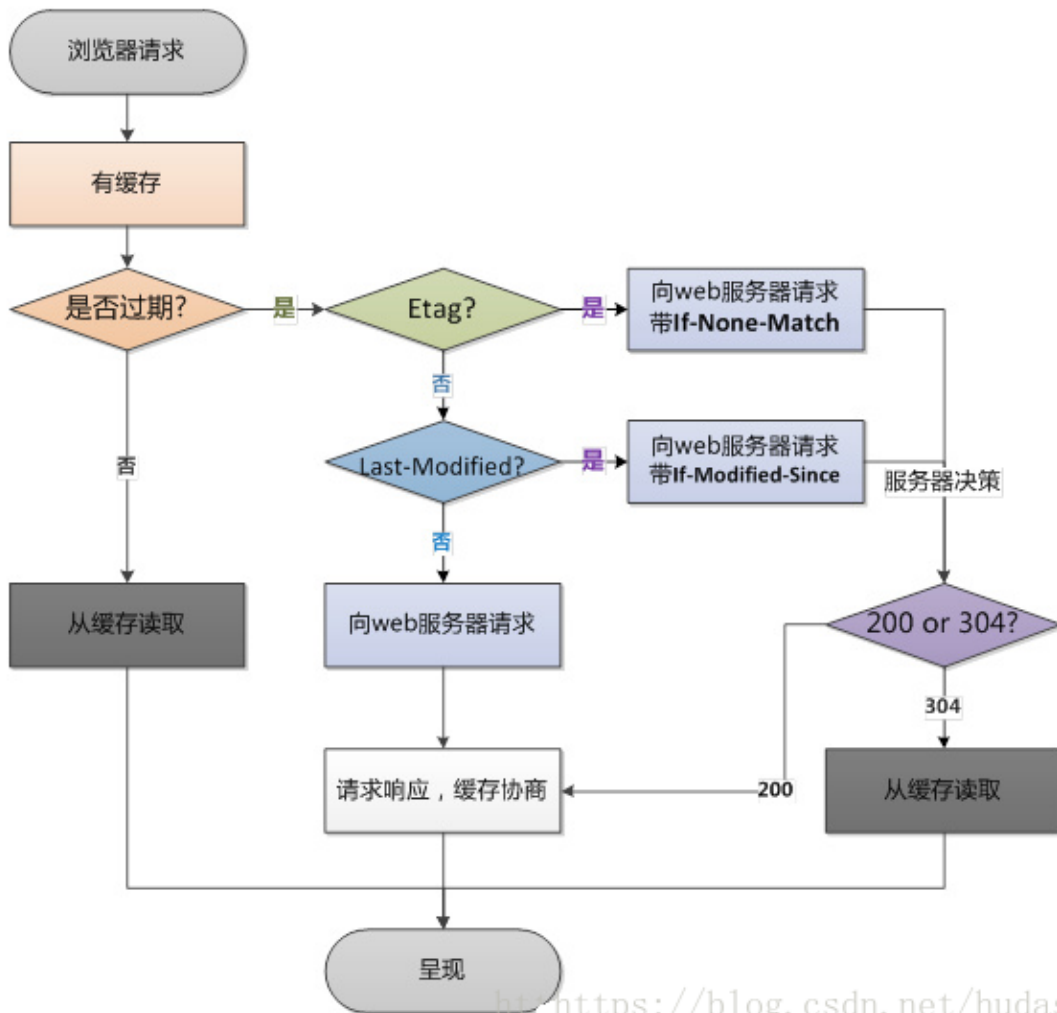 浏览器请求
有缓存
是否过期?
是
Etag?
是
向web服务器请求
带If-None-Match
否
否
Last-Modified?
是
向web服务器请求
带If-Modified-Since
服务器决策
否
从缓存读取
向web服务器请求
200 or 304?
304
请求响应，缓存协商
200
从缓存读取
呈现
https://blog.csdn.net/hudas